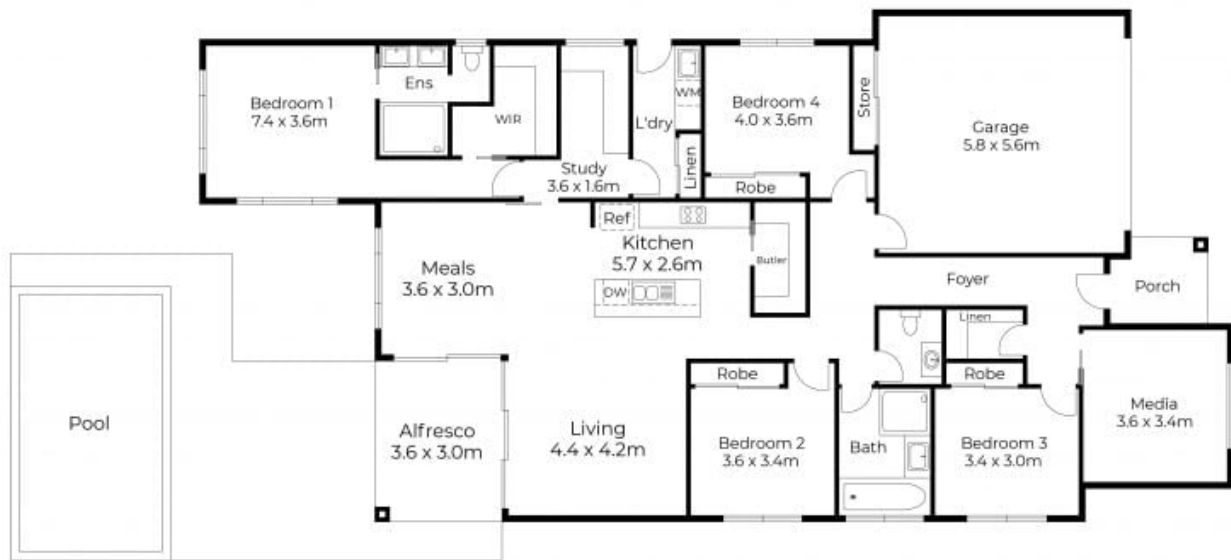 Bedroom 1
7.4 x 3.6m
Ens
WIR
Study
3.6 x 1.6m
L'dry
WM
Linen
Bedroom 4
4.0 x 3.6m
Robe
Store
Garage
5.8 x 5.6m
Meals
3.6 x 3.0m
Ref
Kitchen
5.7 x 2.6m
DW
Butler
Foyer
Porch
Linen
Pool
Alfresco
3.6 x 3.0m
Living
4.4 x 4.2m
Robe
Bedroom 2
3.6 x 3.4m
Bath
Robe
Bedroom 3
3.4 x 3.0m
Media
3.6 x 3.4m